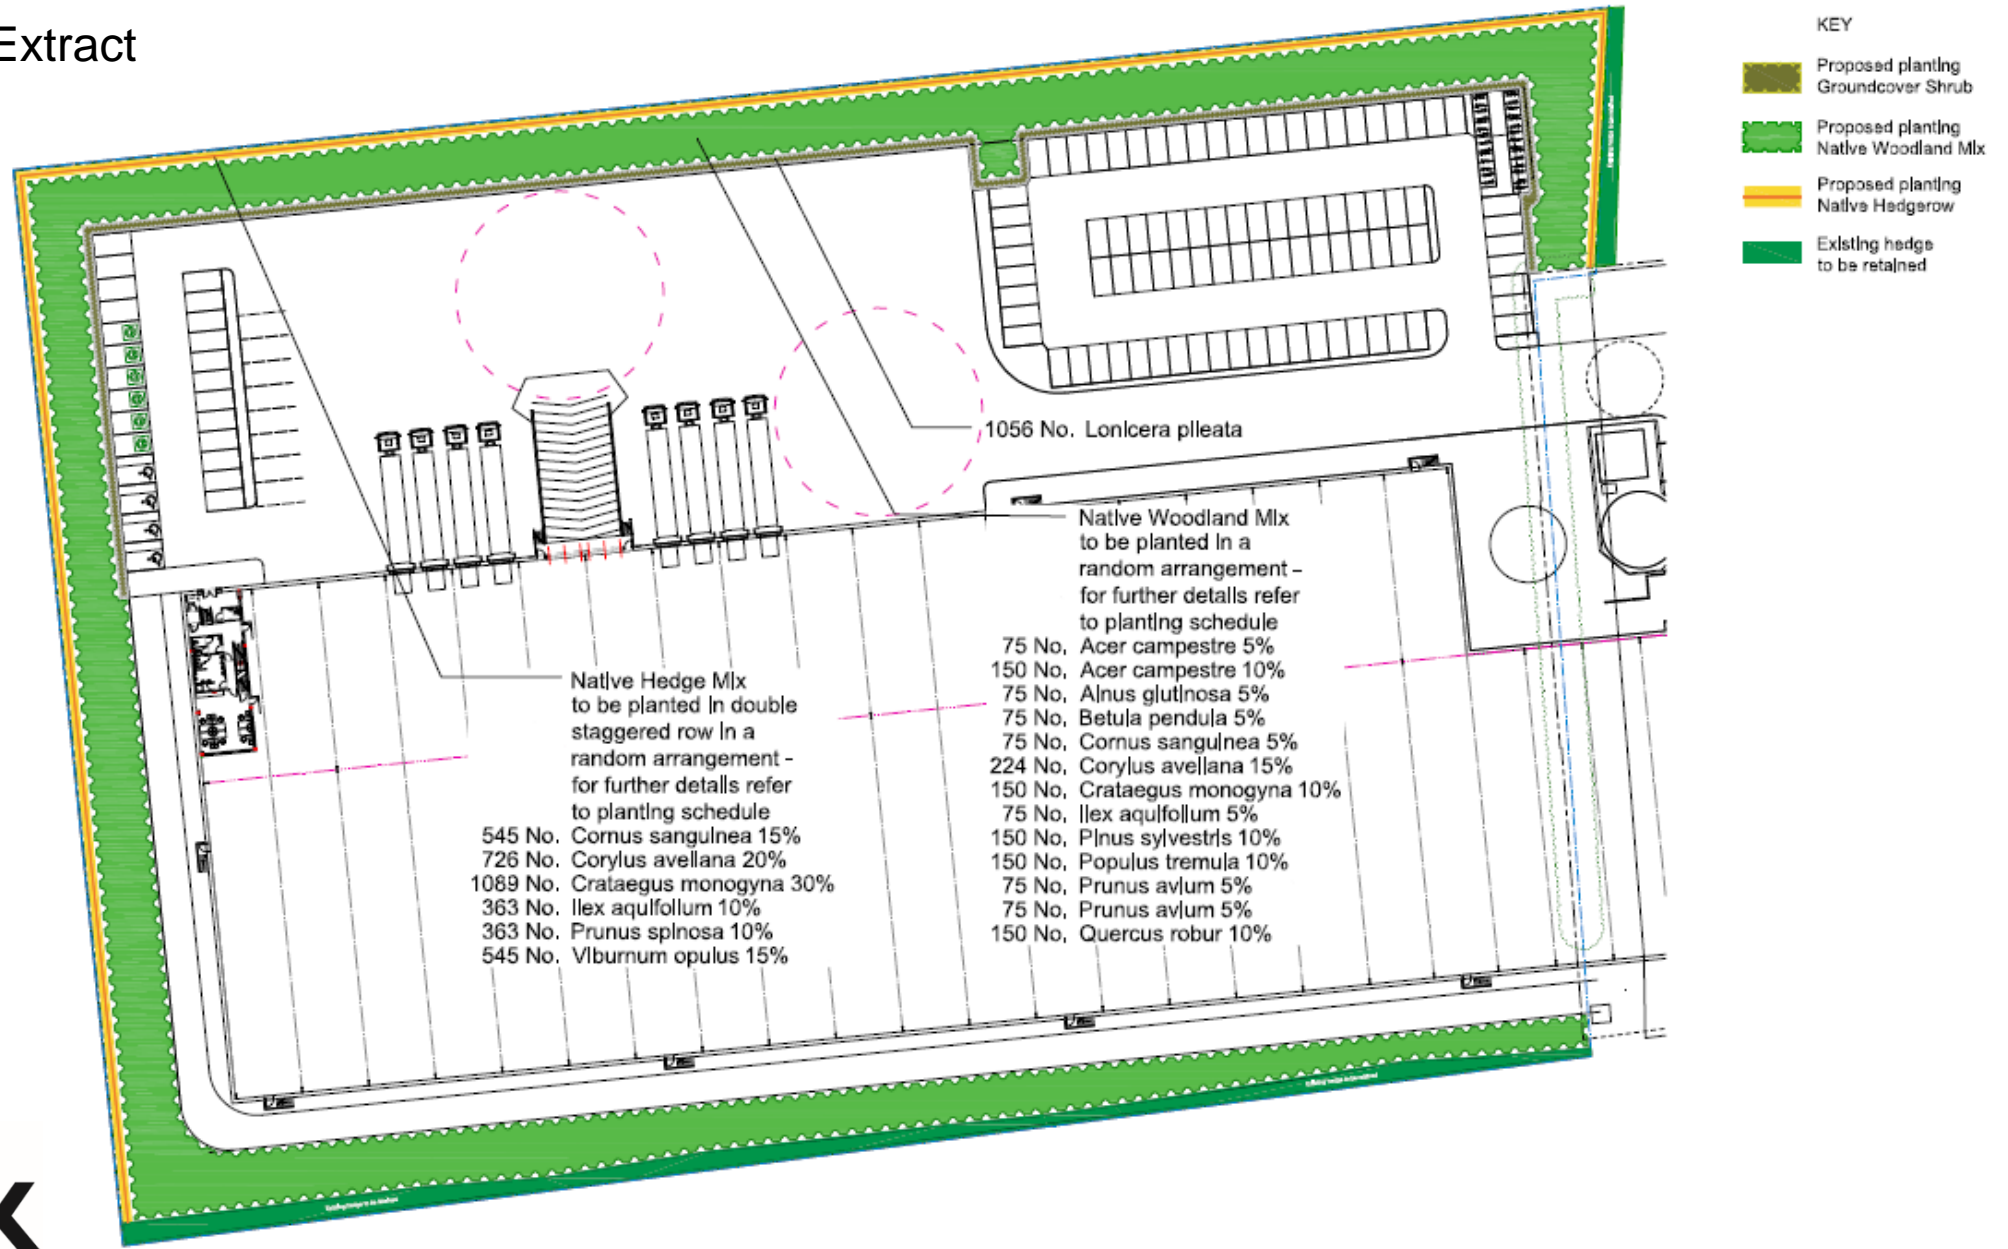 Extract
KEY
Proposed planting
Groundcover Shrub
Proposed planting
Native Woodland Mix
Proposed planting
Native Hedgerow
Existing hedge
to be retained
1056 No. Lonicera pileata
Native Woodland Mix
to be planted in a
random arrangement -
for further details refer
to planting schedule
75 No, Acer campestre 5%
150 No, Acer campestre 10%
75 No, Alnus glutinosa 5%
75 No, Betula pendula 5%
75 No, Cornus sanguinea 5%
224 No, Corylus avellana 15%
150 No, Crataegus monogyna 10%
75 No, Ilex aquifolium 5%
150 No, Pinus sylvestris 10%
150 No, Populus tremula 10%
75 No, Prunus avium 5%
75 No, Prunus avium 5%
150 No, Quercus robur 10%
Native Hedge Mix
to be planted in double
staggered row in a
random arrangement -
for further details refer
to planting schedule
545 No. Cornus sanguinea 15%
726 No. Corylus avellana 20%
1089 No. Crataegus monogyna 30%
363 No. Ilex aquifolium 10%
363 No. Prunus spinosa 10%
545 No. Viburnum opulus 15%